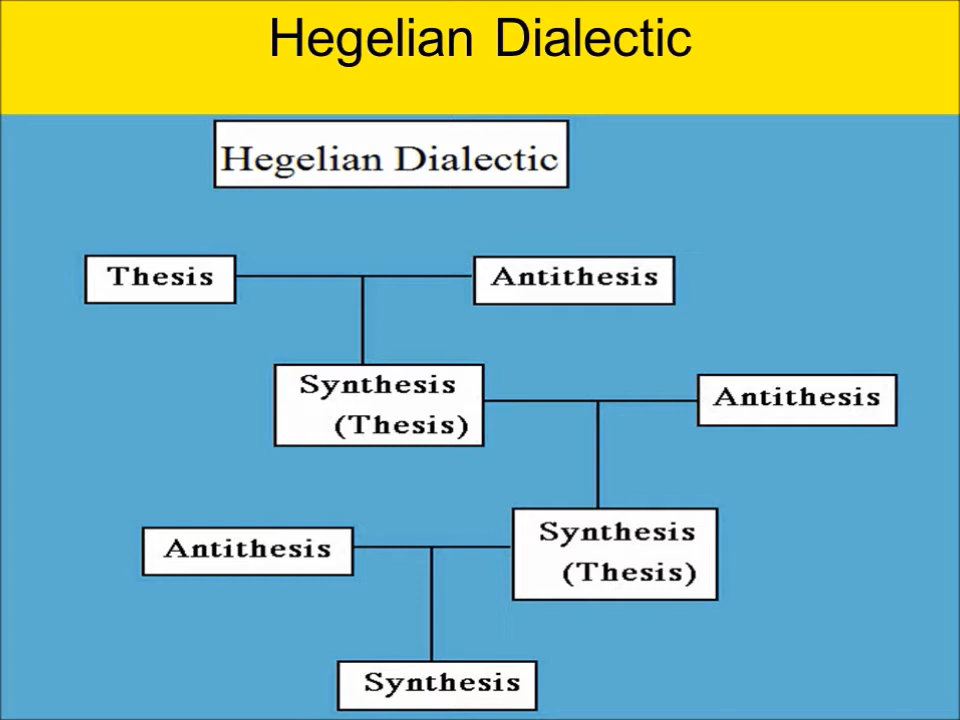 Hegelian Dialectic
Hegelian Dialectic
Thesis
Antithesis
Synthesis
(Thesis)
Antithesis
Synthesis
(Thesis)
Antithesis
Synthesis